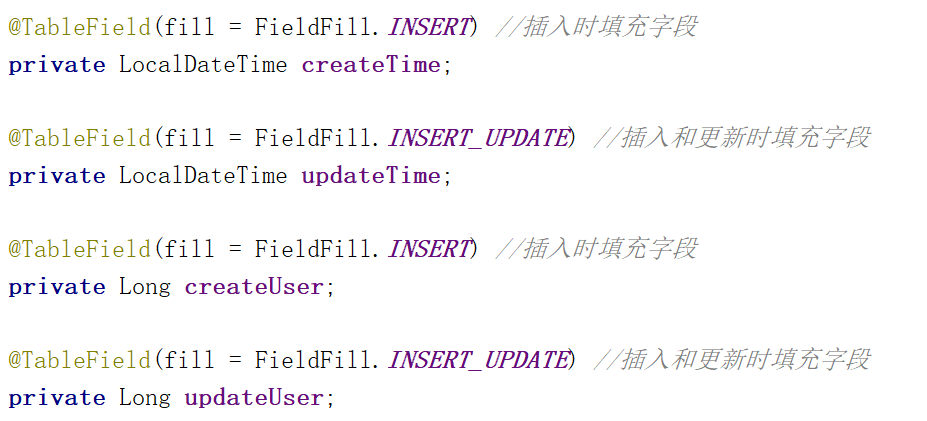 @TableField(fill = FieldFill.INSERT) //插入时填充字段
private LocalDateTime createTime;
@TableField(fill = FieldFill.INSERT_UPDATE) //插入和更新时填充字段
private LocalDateTime updateTime;
@TableField(fill = FieldFill.INSERT) //插入时填充字段
private Long createUser;
@TableField(fill = FieldFill.INSERT_UPDATE) //插入和更新时填充字段
private Long updateUser;